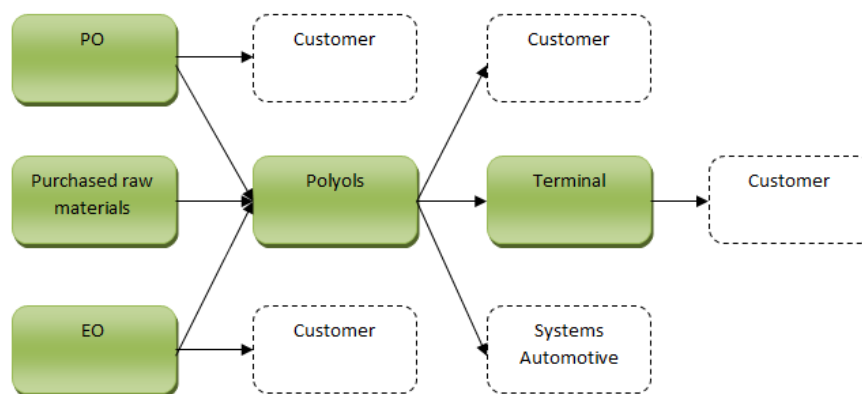 PO
Customer
Customer
Purchased raw
materials
Polyols
Terminal
Customer
EO
Customer
Systems
Automotive